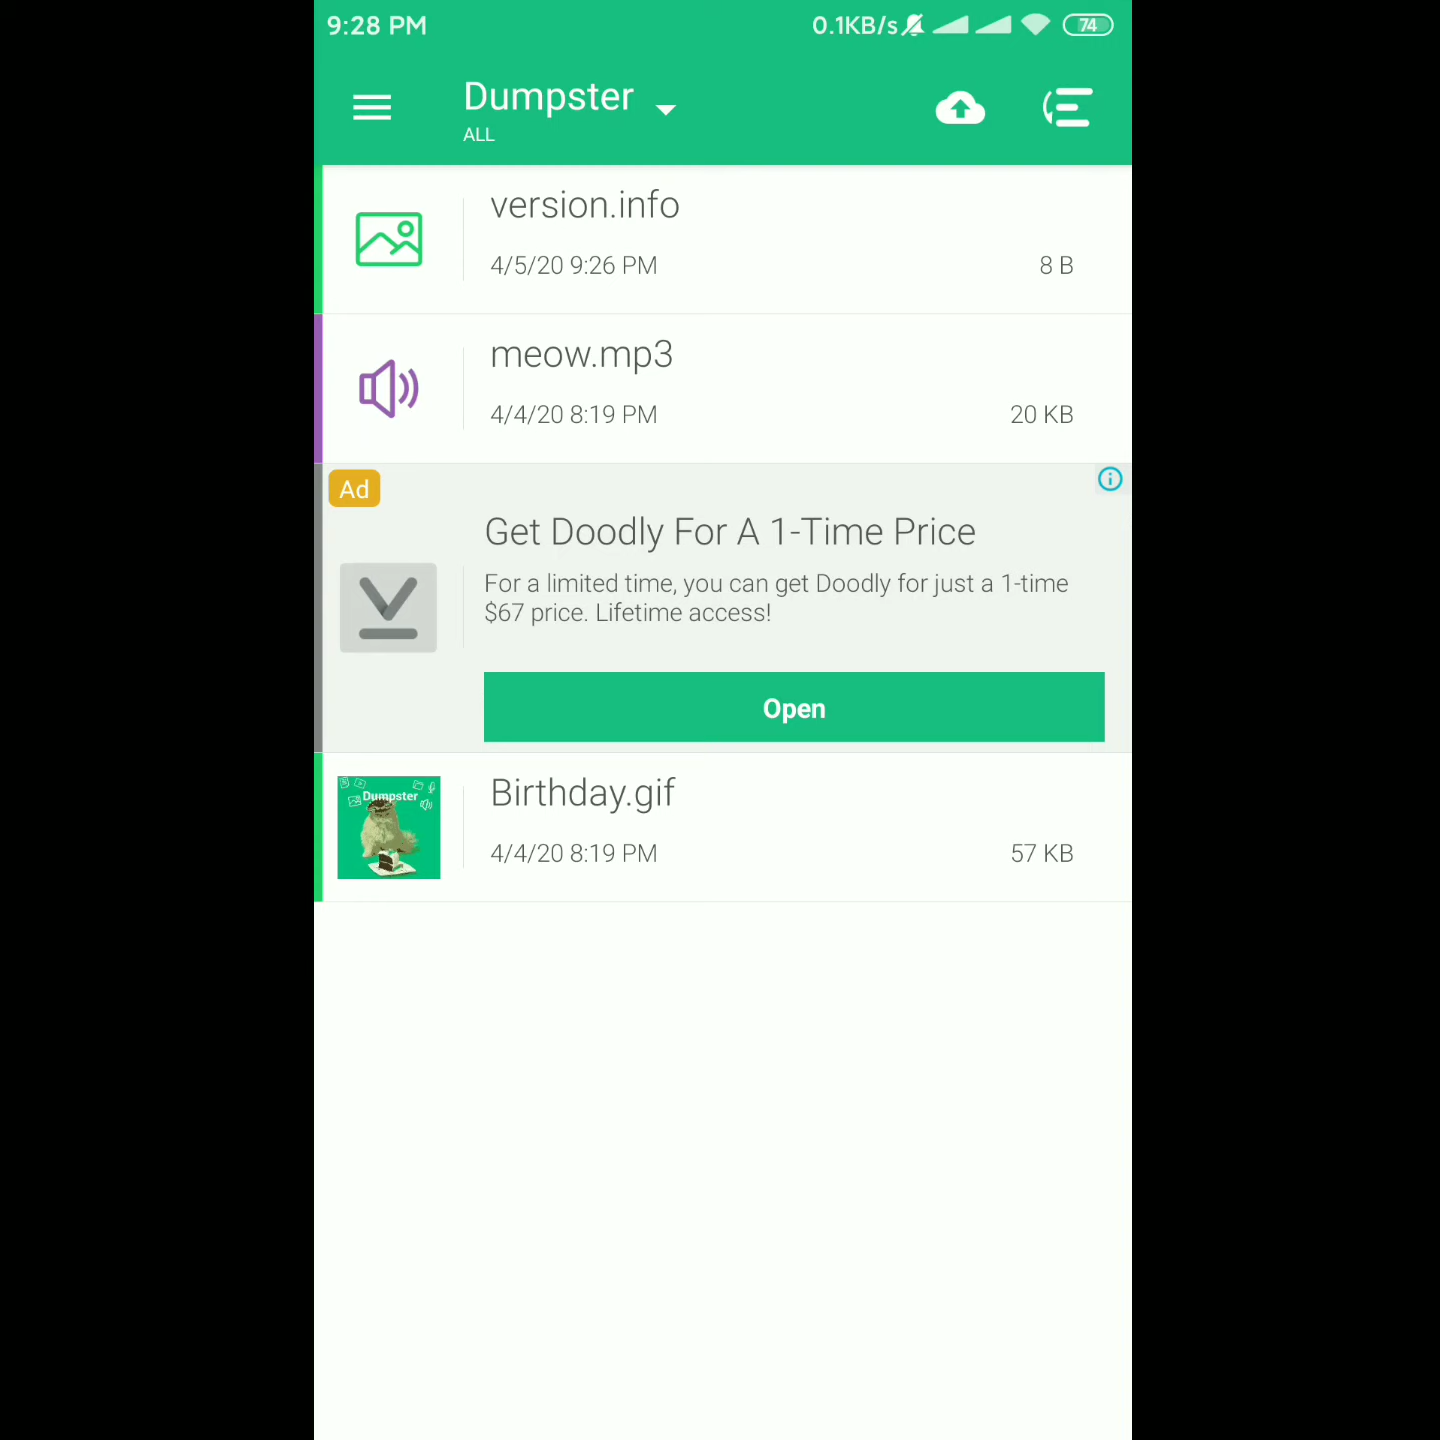 9:28 PM 0.1KB/s 74
Dumpster
ALL
version.info
4/5/20 9:26 PM 8 B
meow.mp3
4/4/20 8:19 PM 20 KB
Ad
Get Doodly For A 1-Time Price
For a limited time, you can get Doodly for just a 1-time
$67 price. Lifetime access!
Open
Dumpster
Birthday.gif
4/4/20 8:19 PM 57 KB